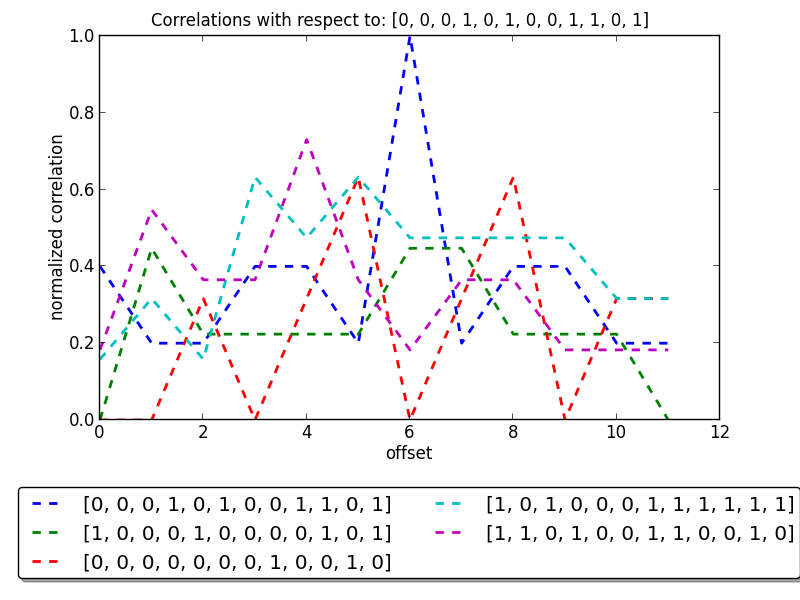 Correlations with respect to: [0, 0, 0, 1, 0, 1, 0, 0, 1, 1, 0, 1]
normalized correlation
1.0
0.8
0.6
0.4
0.2
0.0
0 2 4 6 8 10 12
offset
[0, 0, 0, 1, 0, 1, 0, 0, 1, 1, 0, 1]
[1, 0, 0, 0, 1, 0, 0, 0, 0, 1, 0, 1]
[0, 0, 0, 0, 0, 0, 0, 1, 0, 0, 1, 0]
[1, 0, 1, 0, 0, 0, 1, 1, 1, 1, 1, 1]
[1, 1, 0, 1, 0, 0, 1, 1, 0, 0, 1, 0]